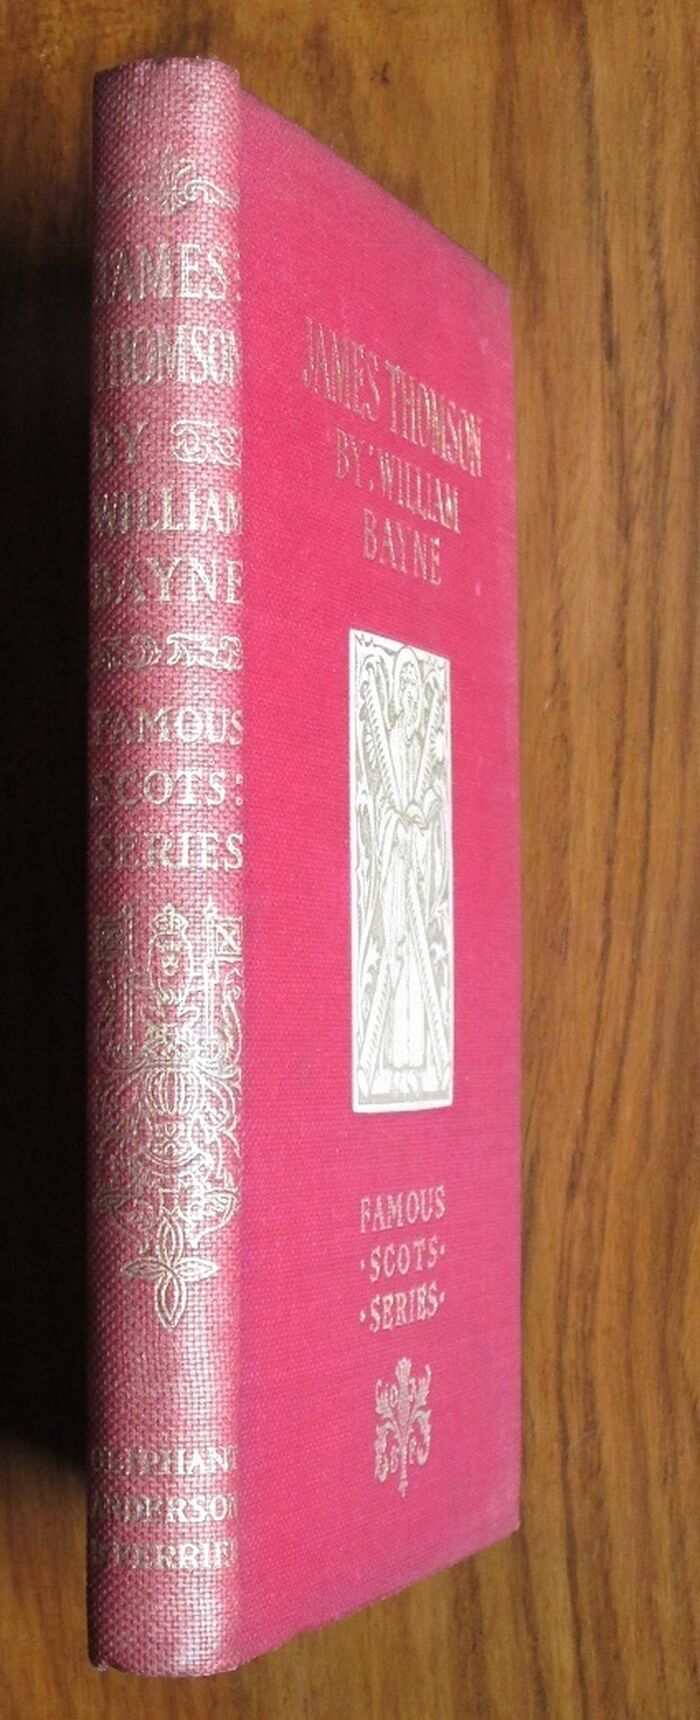 JAMES:
THOMSON
BY
WILLIAM
BAYNE
FAMOUS
SCOTS:
SERIES
OLIPHANT
ANDERSON
& FERRIER
JAMES THOMSON
BY: WILLIAM
BAYNE
FAMOUS
·SCOTS·
·SERIES·